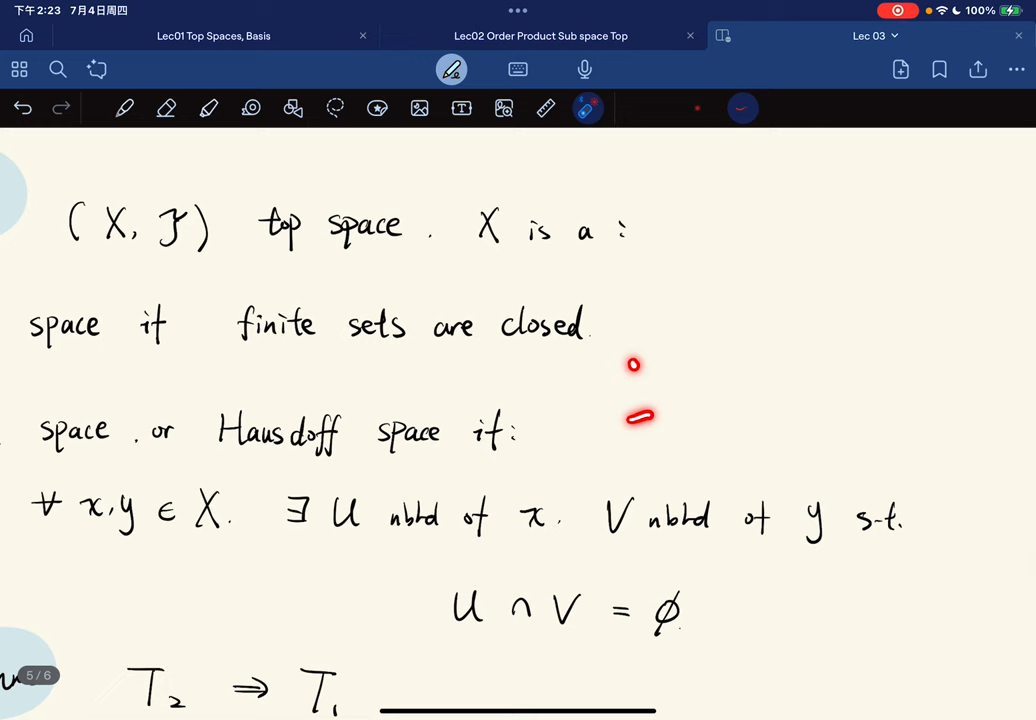 下午2:23 7月4日周四
100%
Lec01 Top Spaces, Basis
Lec02 Order Product Sub space Top
Lec 03
(X, 𝒯) top space. X is a :
space if finite sets are closed.
space, or Hausdoff space if:
∀ x, y ∈ X. ∃ U nbhd of x. V nbhd of y s.t.
U ∩ V = ∅.
5/6
T₂ ⇒ T₁